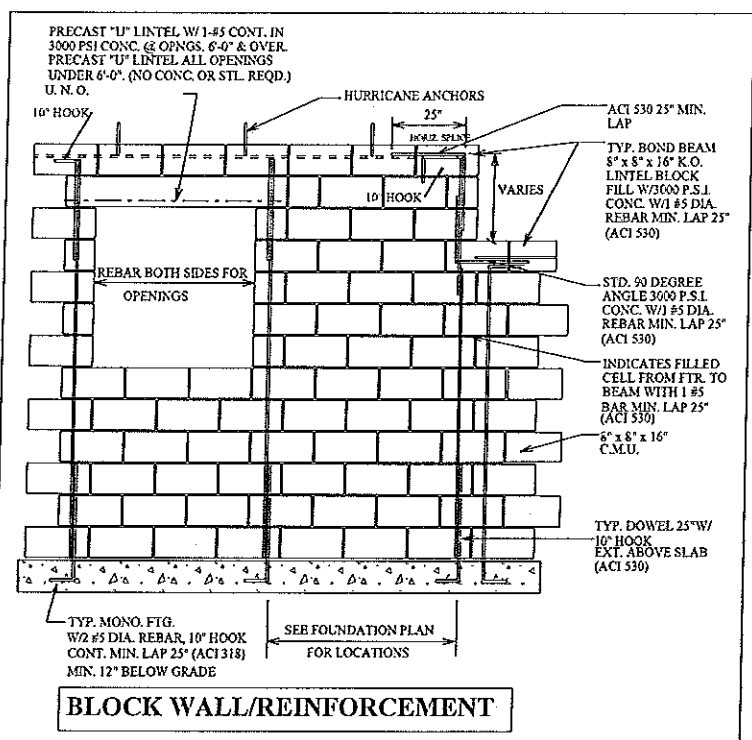 PRECAST "U" LINTEL W/ 1-#5 CONT. IN
3000 PSI CONC. @ OPNGS. 6'-0" & OVER.
PRECAST "U" LINTEL ALL OPENINGS
UNDER 6'-0". (NO CONC. OR STL. REQD.)
U. N. O.
10" HOOK
HURRICANE ANCHORS
25"
HORIZ. SPLICE
ACI 530 25" MIN.
LAP
10" HOOK
VARIES
TYP. BOND BEAM
8" x 8" x 16" K.O.
LINTEL BLOCK
FILL W/3000 P.S.I.
CONC. W/1 #5 DIA.
REBAR MIN. LAP 25"
(ACI 530)
REBAR BOTH SIDES FOR
OPENINGS
STD. 90 DEGREE
ANGLE 3000 P.S.I.
CONC. W/1 #5 DIA.
REBAR MIN. LAP 25"
(ACI 530)
INDICATES FILLED
CELL FROM FTR. TO
BEAM WITH 1 #5
BAR MIN. LAP 25"
(ACI 530)
8" x 8" x 16"
C.M.U.
TYP. DOWEL 25"W/
10" HOOK
EXT. ABOVE SLAB
(ACI 530)
TYP. MONO. FTG.
W/2 #5 DIA. REBAR, 10" HOOK
CONT. MIN. LAP 25" (ACI 318)
MIN. 12" BELOW GRADE
SEE FOUNDATION PLAN
FOR LOCATIONS
BLOCK WALL/REINFORCEMENT